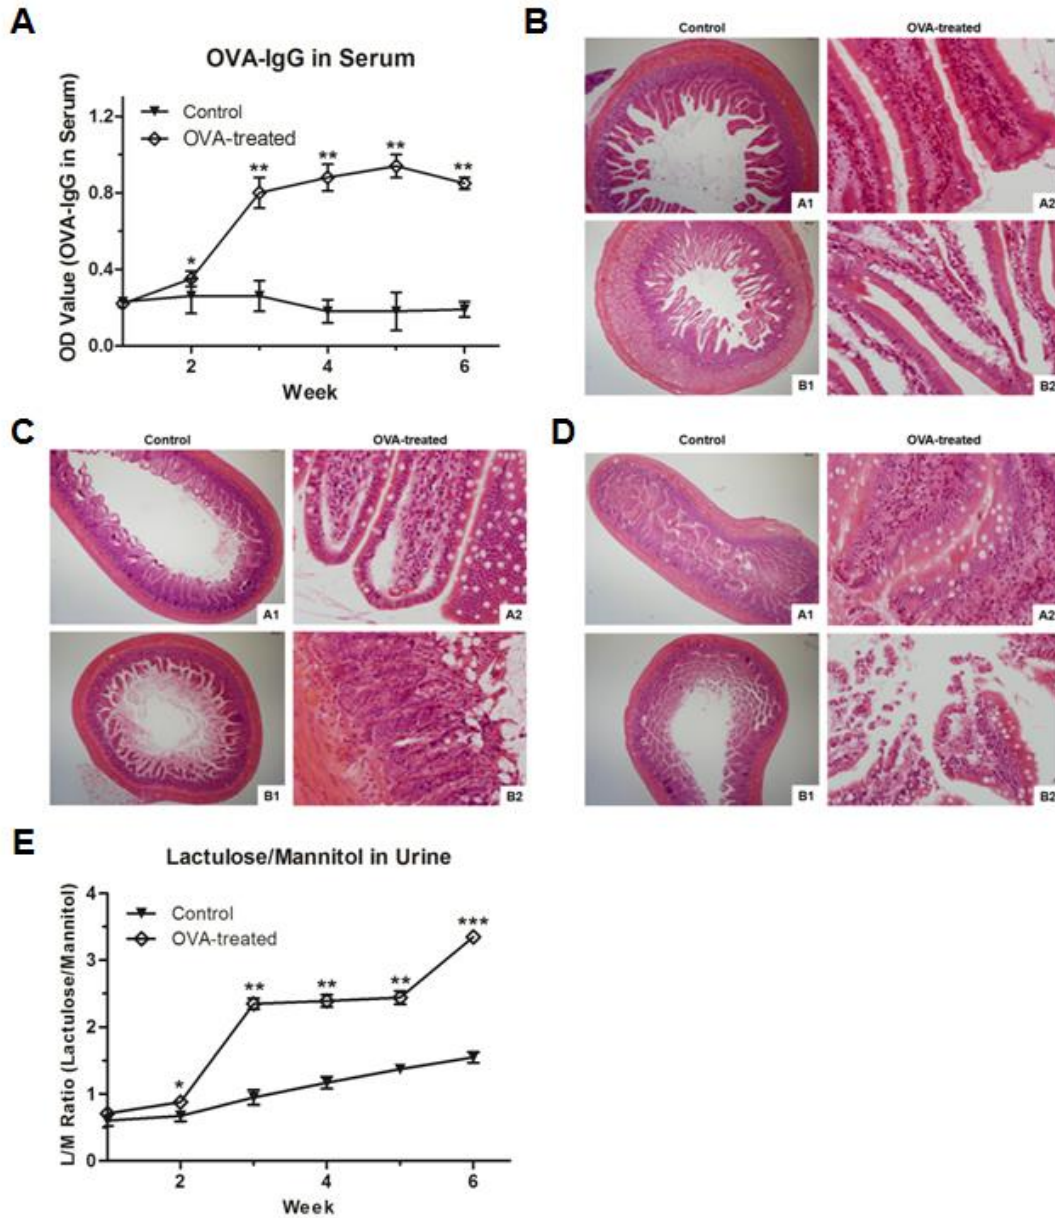 A
OVA-IgG in Serum
Control
OVA-treated
OD Value (OVA-IgG in Serum)
1.2
0.8
0.4
0.0
*
**
**
**
**
2
4
6
Week
B
Control
OVA-treated
A1
A2
B1
B2
C
Control
OVA-treated
A1
A2
B1
B2
D
Control
OVA-treated
A1
A2
B1
B2
E
Lactulose/Mannitol in Urine
Control
OVA-treated
L/M Ratio (Lactulose/Mannitol)
4
3
2
1
0
*
**
**
**
***
2
4
6
Week